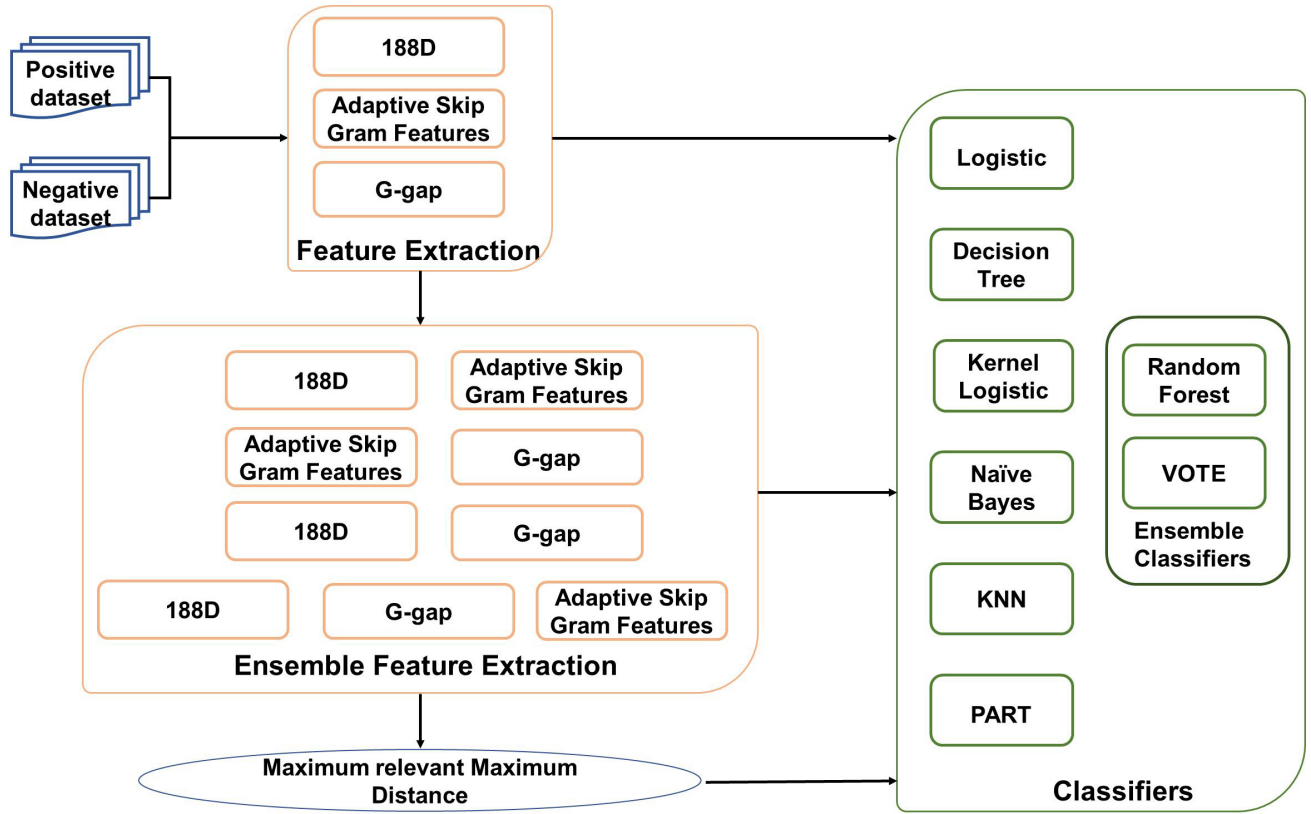 Positive
dataset
Negative
dataset
188D
Adaptive Skip
Gram Features
G-gap
Feature Extraction
188D
Adaptive Skip
Gram Features
Adaptive Skip
Gram Features
G-gap
188D
G-gap
188D
G-gap
Adaptive Skip
Gram Features
Ensemble Feature Extraction
Maximum relevant Maximum
Distance
Logistic
Decision
Tree
Kernel
Logistic
Naïve
Bayes
KNN
PART
Random
Forest
VOTE
Ensemble
Classifiers
Classifiers